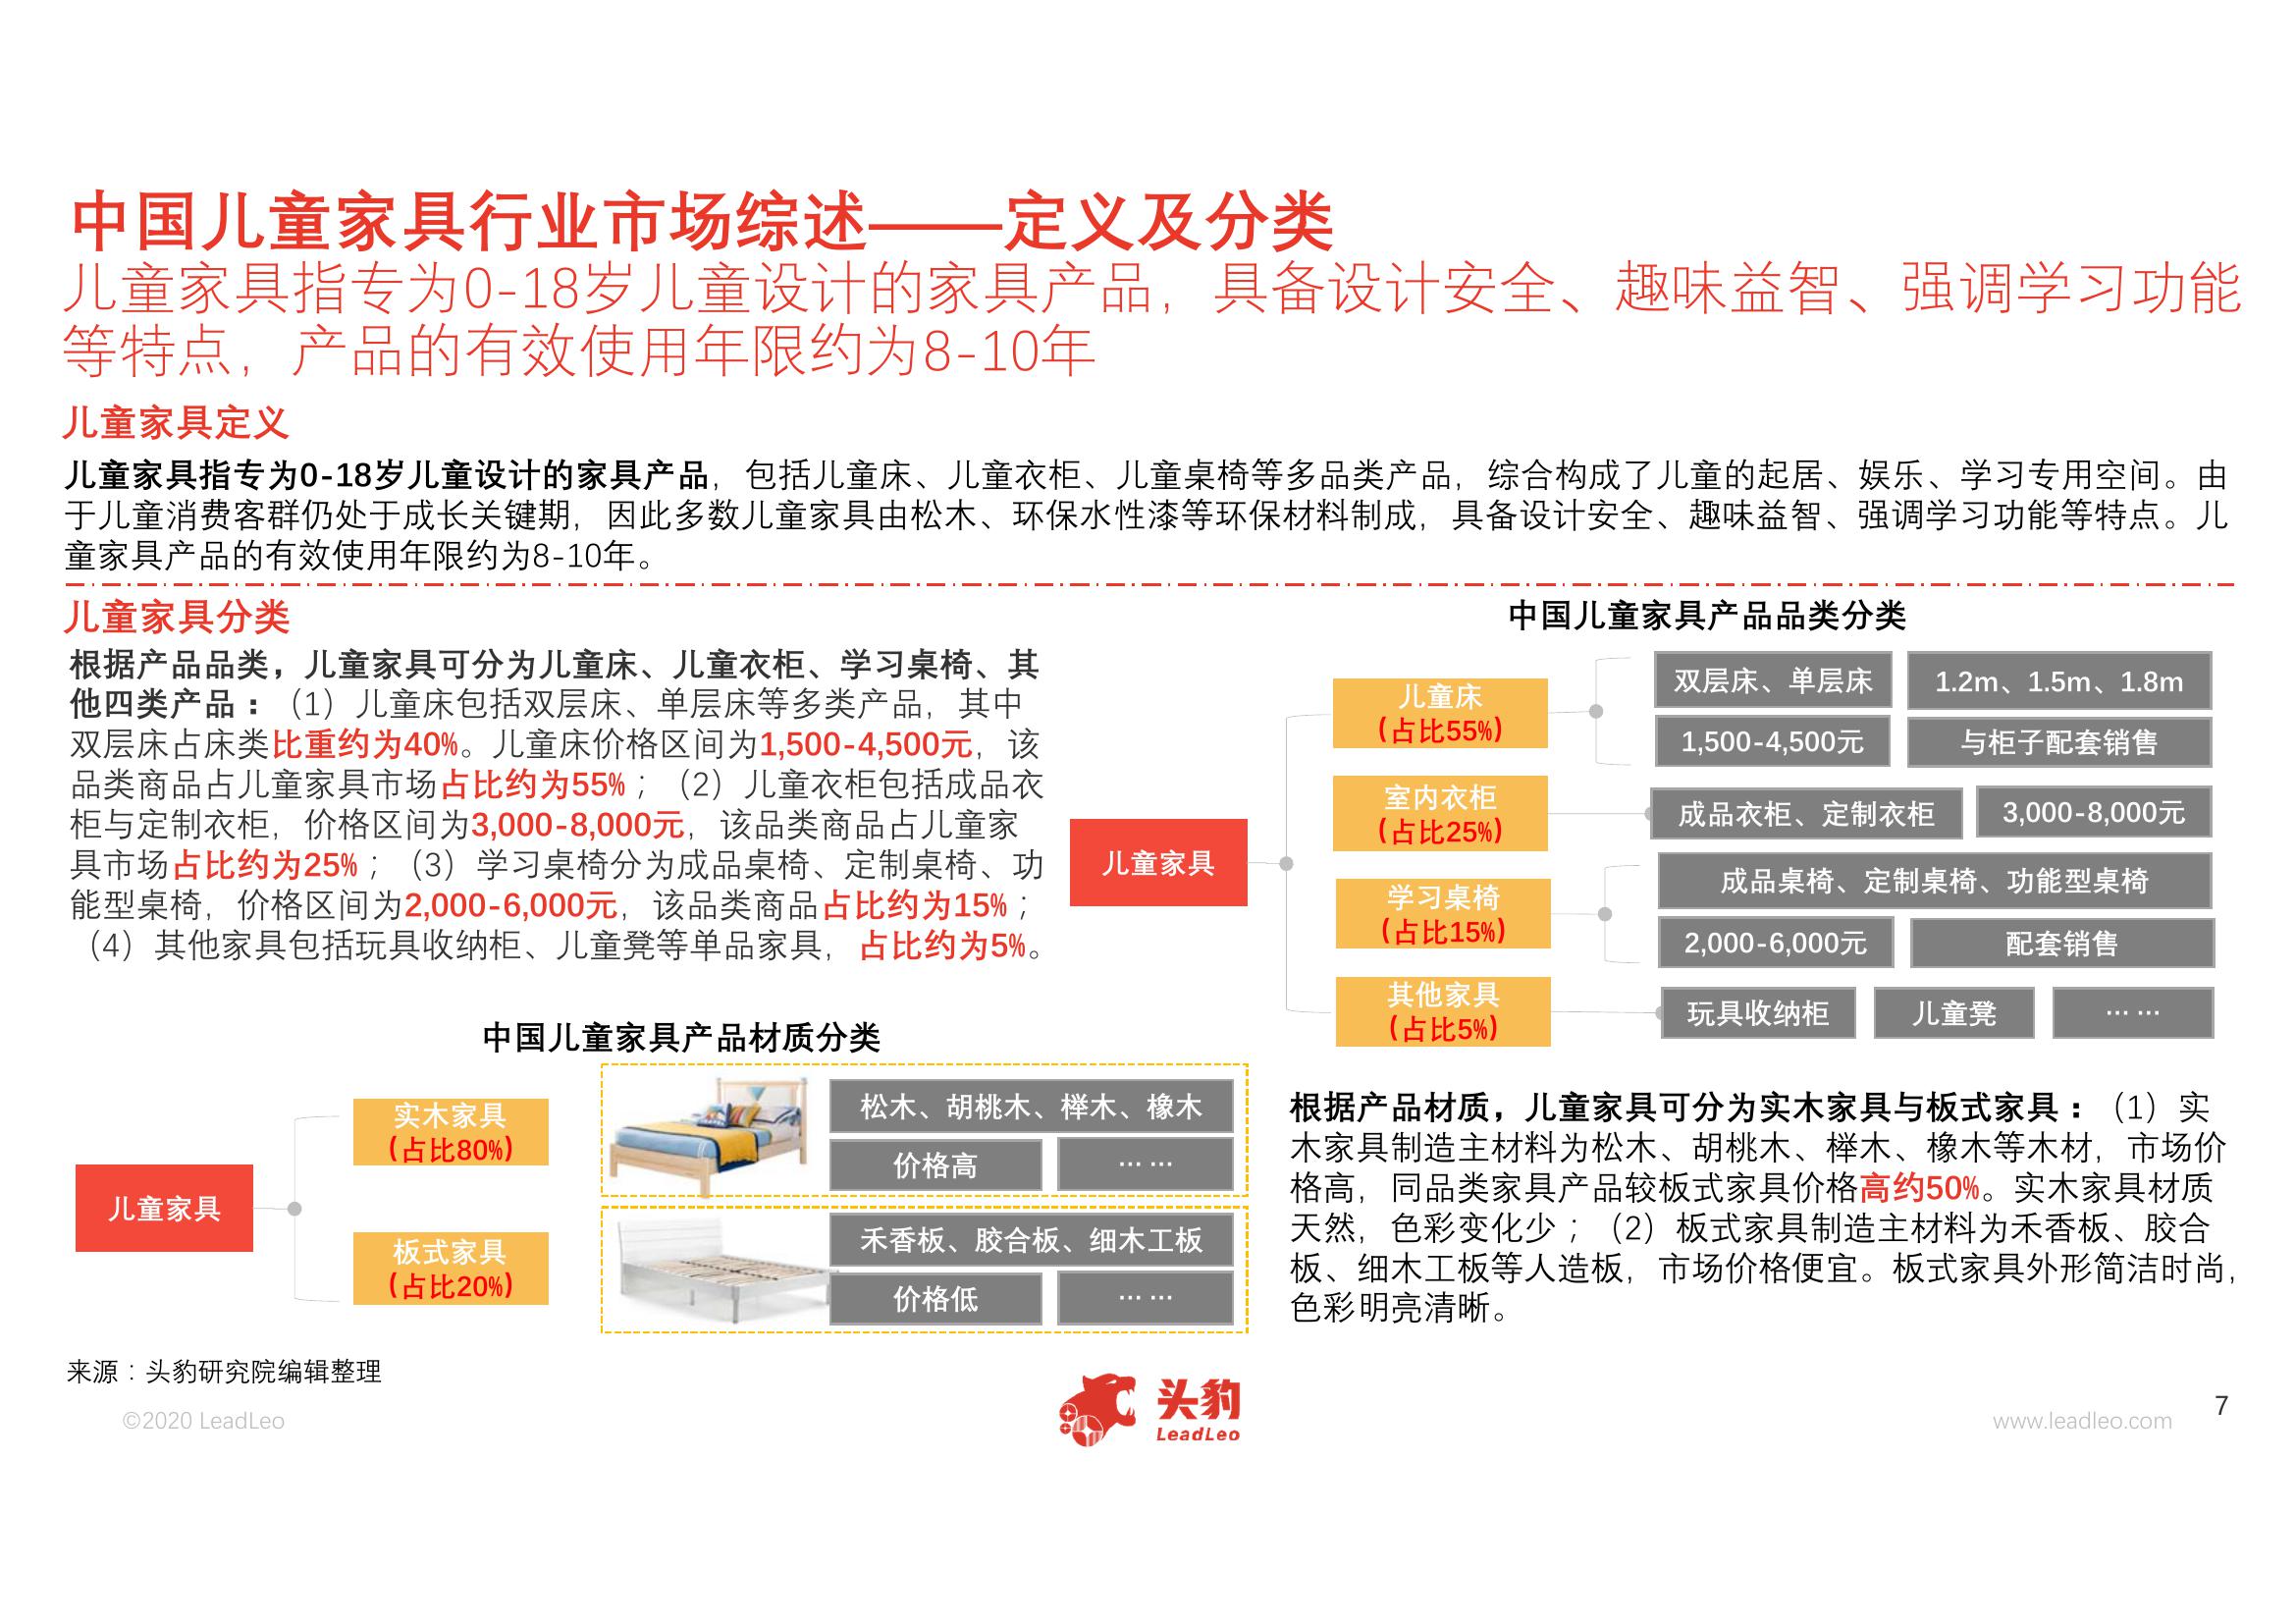 中国儿童家具行业市场综述——定义及分类
儿童家具指专为0-18岁儿童设计的家具产品，具备设计安全、趣味益智、强调学习功能
等特点，产品的有效使用年限约为8-10年
儿童家具定义
儿童家具指专为0-18岁儿童设计的家具产品，包括儿童床、儿童衣柜、儿童桌椅等多品类产品，综合构成了儿童的起居、娱乐、学习专用空间。由
于儿童消费客群仍处于成长关键期，因此多数儿童家具由松木、环保水性漆等环保材料制成，具备设计安全、趣味益智、强调学习功能等特点。儿
童家具产品的有效使用年限约为8-10年。
儿童家具分类
根据产品品类，儿童家具可分为儿童床、儿童衣柜、学习桌椅、其
他四类产品：（1）儿童床包括双层床、单层床等多类产品，其中
双层床占床类比重约为40%。儿童床价格区间为1,500-4,500元，该
品类商品占儿童家具市场占比约为55%；（2）儿童衣柜包括成品衣
柜与定制衣柜，价格区间为3,000-8,000元，该品类商品占儿童家
具市场占比约为25%；（3）学习桌椅分为成品桌椅、定制桌椅、功
能型桌椅，价格区间为2,000-6,000元，该品类商品占比约为15%；
（4）其他家具包括玩具收纳柜、儿童凳等单品家具，占比约为5%。
中国儿童家具产品品类分类
儿童家具
儿童床
（占比55%）
双层床、单层床
1.2m、1.5m、1.8m
1,500-4,500元
与柜子配套销售
室内衣柜
（占比25%）
成品衣柜、定制衣柜
3,000-8,000元
学习桌椅
（占比15%）
成品桌椅、定制桌椅、功能型桌椅
2,000-6,000元
配套销售
其他家具
（占比5%）
玩具收纳柜
儿童凳
……
中国儿童家具产品材质分类
儿童家具
实木家具
（占比80%）
松木、胡桃木、榉木、橡木
价格高
……
板式家具
（占比20%）
禾香板、胶合板、细木工板
价格低
……
根据产品材质，儿童家具可分为实木家具与板式家具：（1）实
木家具制造主材料为松木、胡桃木、榉木、橡木等木材，市场价
格高，同品类家具产品较板式家具价格高约50%。实木家具材质
天然，色彩变化少；（2）板式家具制造主材料为禾香板、胶合
板、细木工板等人造板，市场价格便宜。板式家具外形简洁时尚，
色彩明亮清晰。
来源：头豹研究院编辑整理
©2020 LeadLeo
头豹
LeadLeo
www.leadleo.com
7